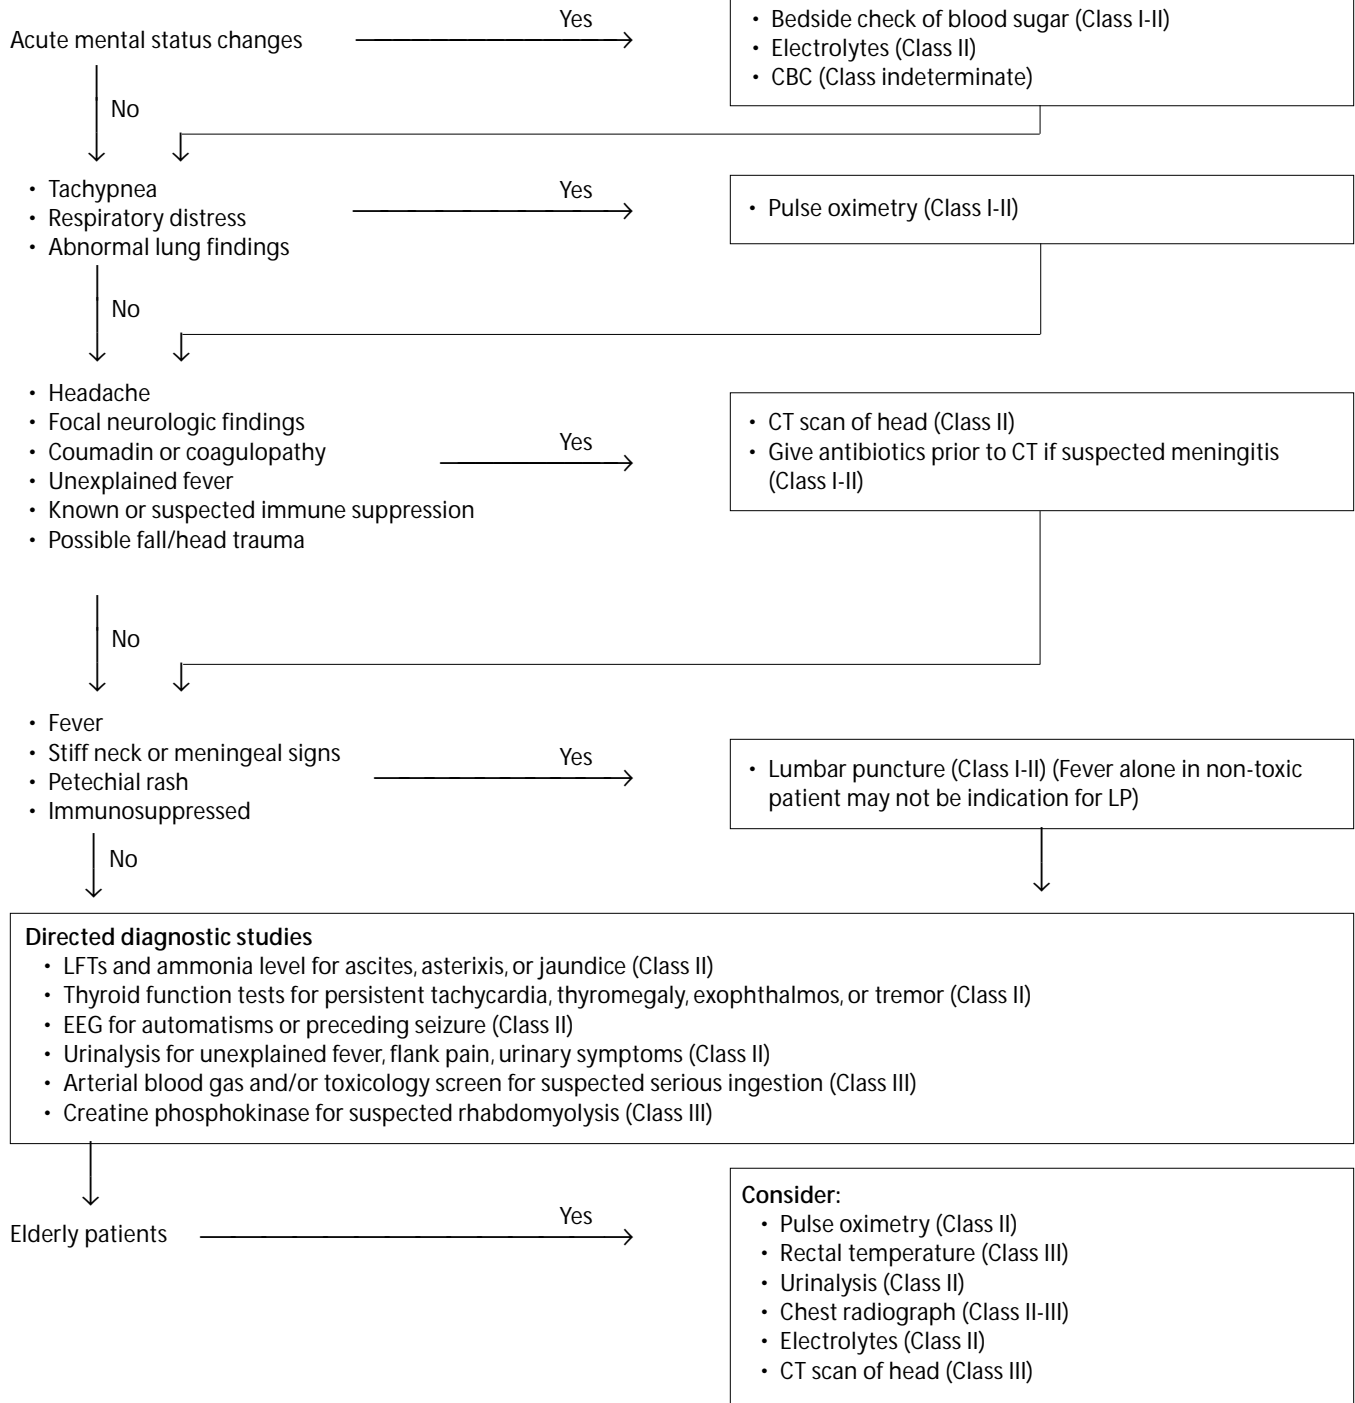 Acute mental status changes
Yes
• Bedside check of blood sugar (Class I-II)
• Electrolytes (Class II)
• CBC (Class indeterminate)
No
• Tachypnea
• Respiratory distress
• Abnormal lung findings
Yes
• Pulse oximetry (Class I-II)
No
• Headache
• Focal neurologic findings
• Coumadin or coagulopathy
• Unexplained fever
• Known or suspected immune suppression
• Possible fall/head trauma
Yes
• CT scan of head (Class II)
• Give antibiotics prior to CT if suspected meningitis
(Class I-II)
No
• Fever
• Stiff neck or meningeal signs
• Petechial rash
• Immunosuppressed
Yes
• Lumbar puncture (Class I-II) (Fever alone in non-toxic
patient may not be indication for LP)
No
Directed diagnostic studies
• LFTs and ammonia level for ascites, asterixis, or jaundice (Class II)
• Thyroid function tests for persistent tachycardia, thyromegaly, exophthalmos, or tremor (Class II)
• EEG for automatisms or preceding seizure (Class II)
• Urinalysis for unexplained fever, flank pain, urinary symptoms (Class II)
• Arterial blood gas and/or toxicology screen for suspected serious ingestion (Class III)
• Creatine phosphokinase for suspected rhabdomyolysis (Class III)
Elderly patients
Yes
Consider:
• Pulse oximetry (Class II)
• Rectal temperature (Class III)
• Urinalysis (Class II)
• Chest radiograph (Class II-III)
• Electrolytes (Class II)
• CT scan of head (Class III)